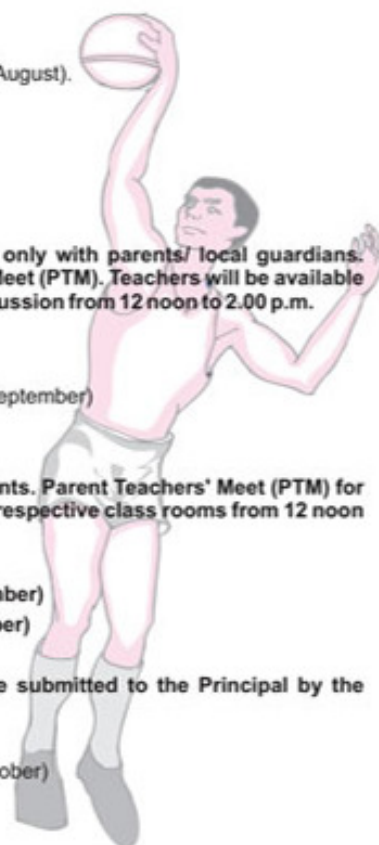 August).
only with parents/ local guardians.
Meet (PTM). Teachers will be available
ussion from 12 noon to 2.00 p.m.
eptember)
nts. Parent Teachers' Meet (PTM) for
respective class rooms from 12 noon
ber)
er)
e submitted to the Principal by the
ober)